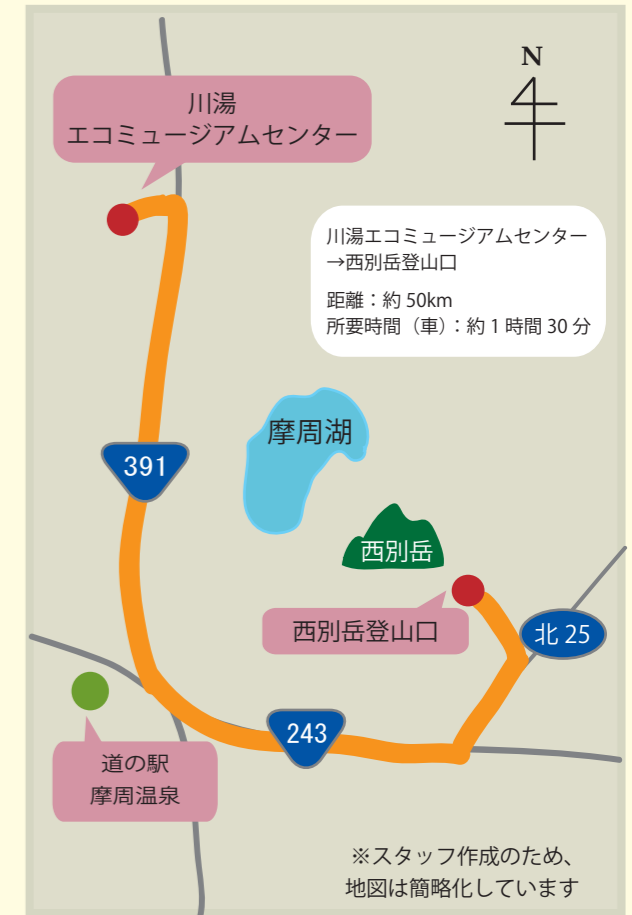 N
川湯
エコミュージアムセンター
川湯エコミュージアムセンター
→西別岳登山口
距離：約 50km
所要時間（車）：約 1 時間 30 分
摩周湖
391
西別岳
西別岳登山口
北 25
243
道の駅
摩周温泉
※スタッフ作成のため、
地図は簡略化しています